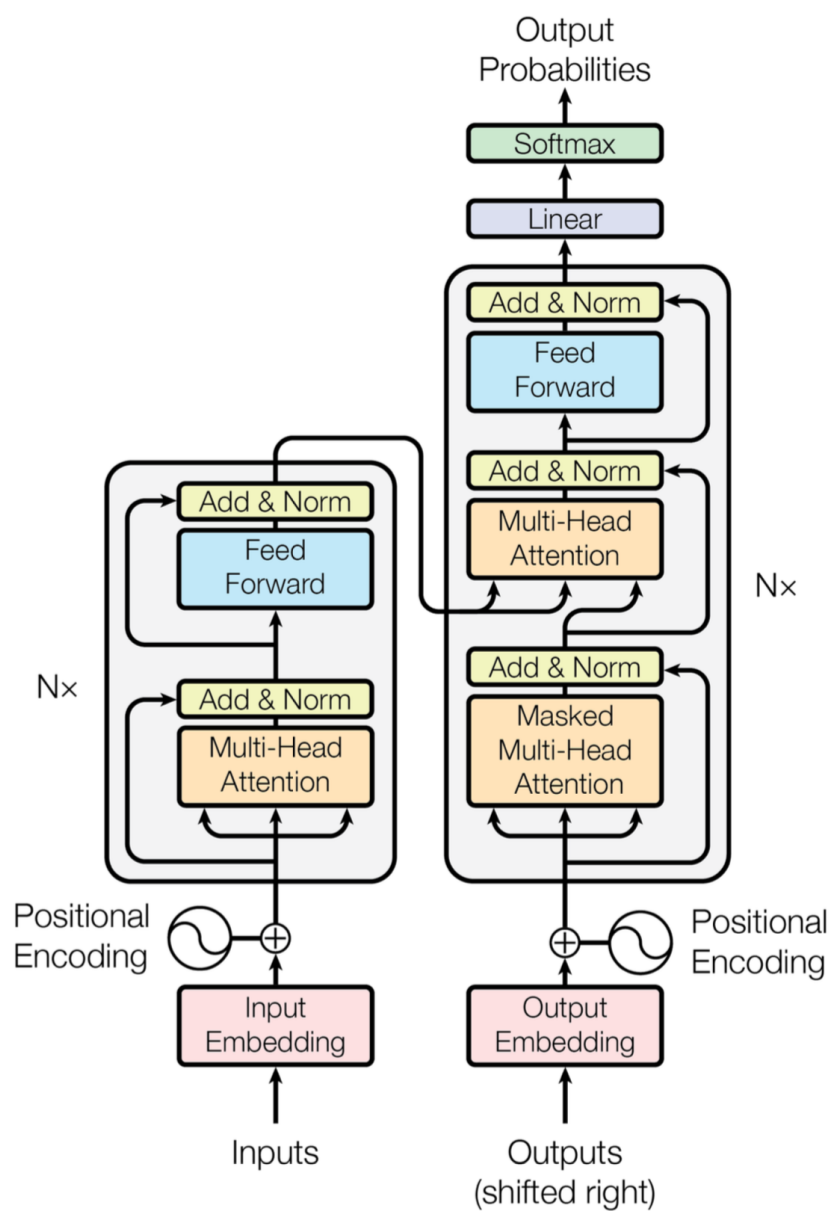 Output
Probabilities
Softmax
Linear
Add & Norm
Feed
Forward
Add & Norm
Multi-Head
Attention
Add & Norm
Masked
Multi-Head
Attention
N×
Add & Norm
Feed
Forward
Add & Norm
Multi-Head
Attention
N×
Positional
Encoding
Positional
Encoding
Input
Embedding
Output
Embedding
Inputs
Outputs
(shifted right)